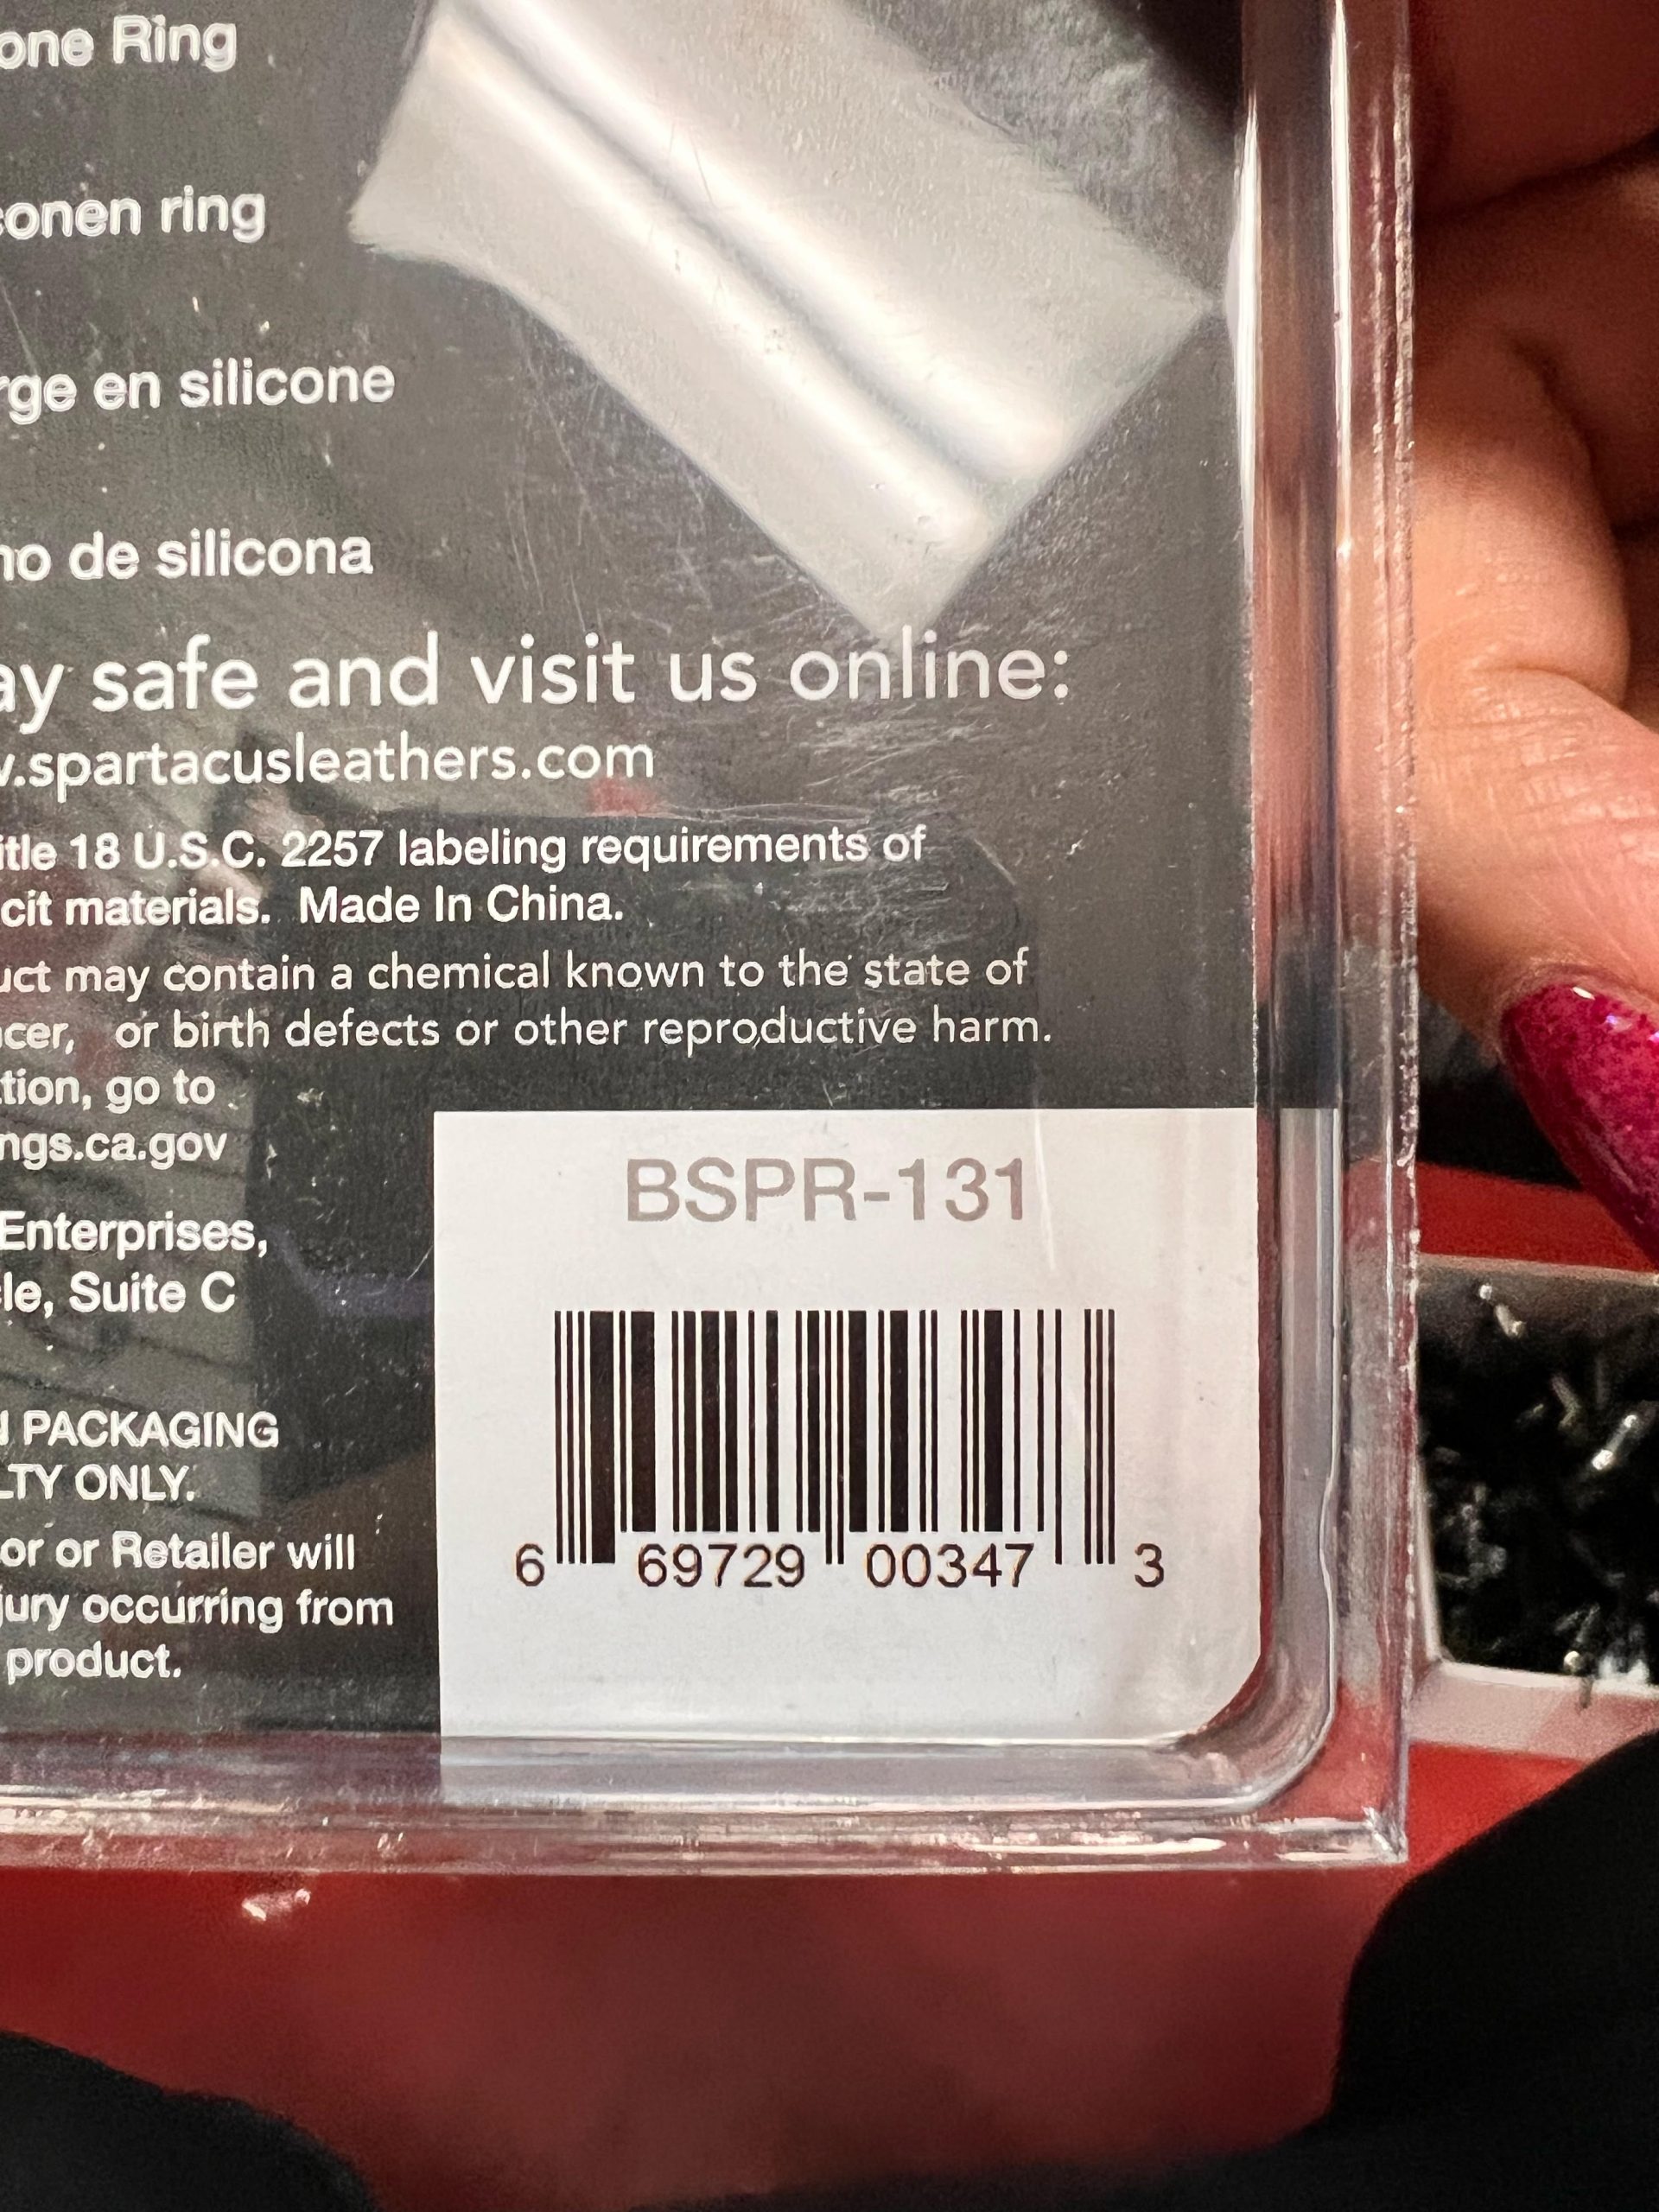 one Ring
conen ring
rge en silicone
no de silicona
ay safe and visit us online:
.spartacusleathers.com
itle 18 U.S.C. 2257 labeling requirements of
cit materials. Made In China.
uct may contain a chemical known to the state of
cer, or birth defects or other reproductive harm.
tion, go to
ngs.ca.gov
Enterprises,
le, Suite C
PACKAGING
LTY ONLY.
or or Retailer will
jury occurring from
product.
BSPR-131
6 69729 00347 3